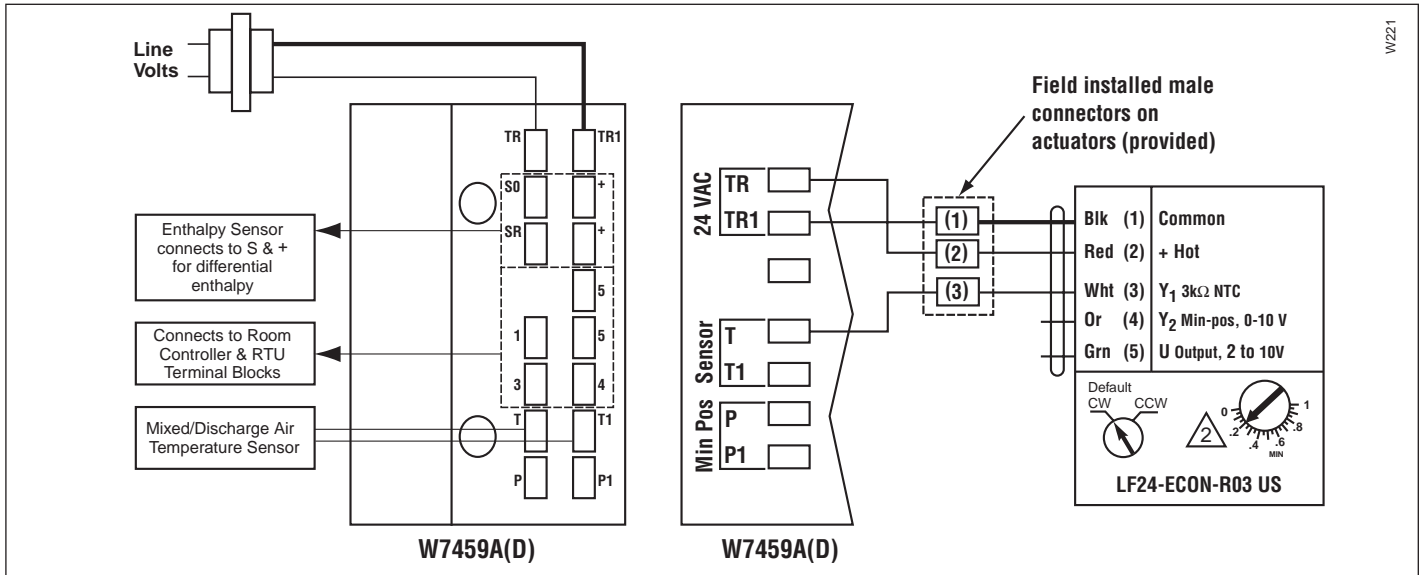 W221
Line
Volts
TR
TR1
S0
+
SR
+
5
1
5
3
4
T
T1
P
P1
Enthalpy Sensor
connects to S & +
for differential
enthalpy
Connects to Room
Controller & RTU
Terminal Blocks
Mixed/Discharge Air
Temperature Sensor
W7459A(D)
24 VAC
TR
TR1
Sensor
T
T1
Min Pos
P
P1
W7459A(D)
Field installed male
connectors on
actuators (provided)
(1)
(2)
(3)
Blk (1) Common
Red (2) + Hot
Wht (3) Y1 3kΩ NTC
Or (4) Y2 Min-pos, 0-10 V
Grn (5) U Output, 2 to 10V
Default
CW CCW
2
0
.2
.4
.6
.8
1
MIN
LF24-ECON-R03 US